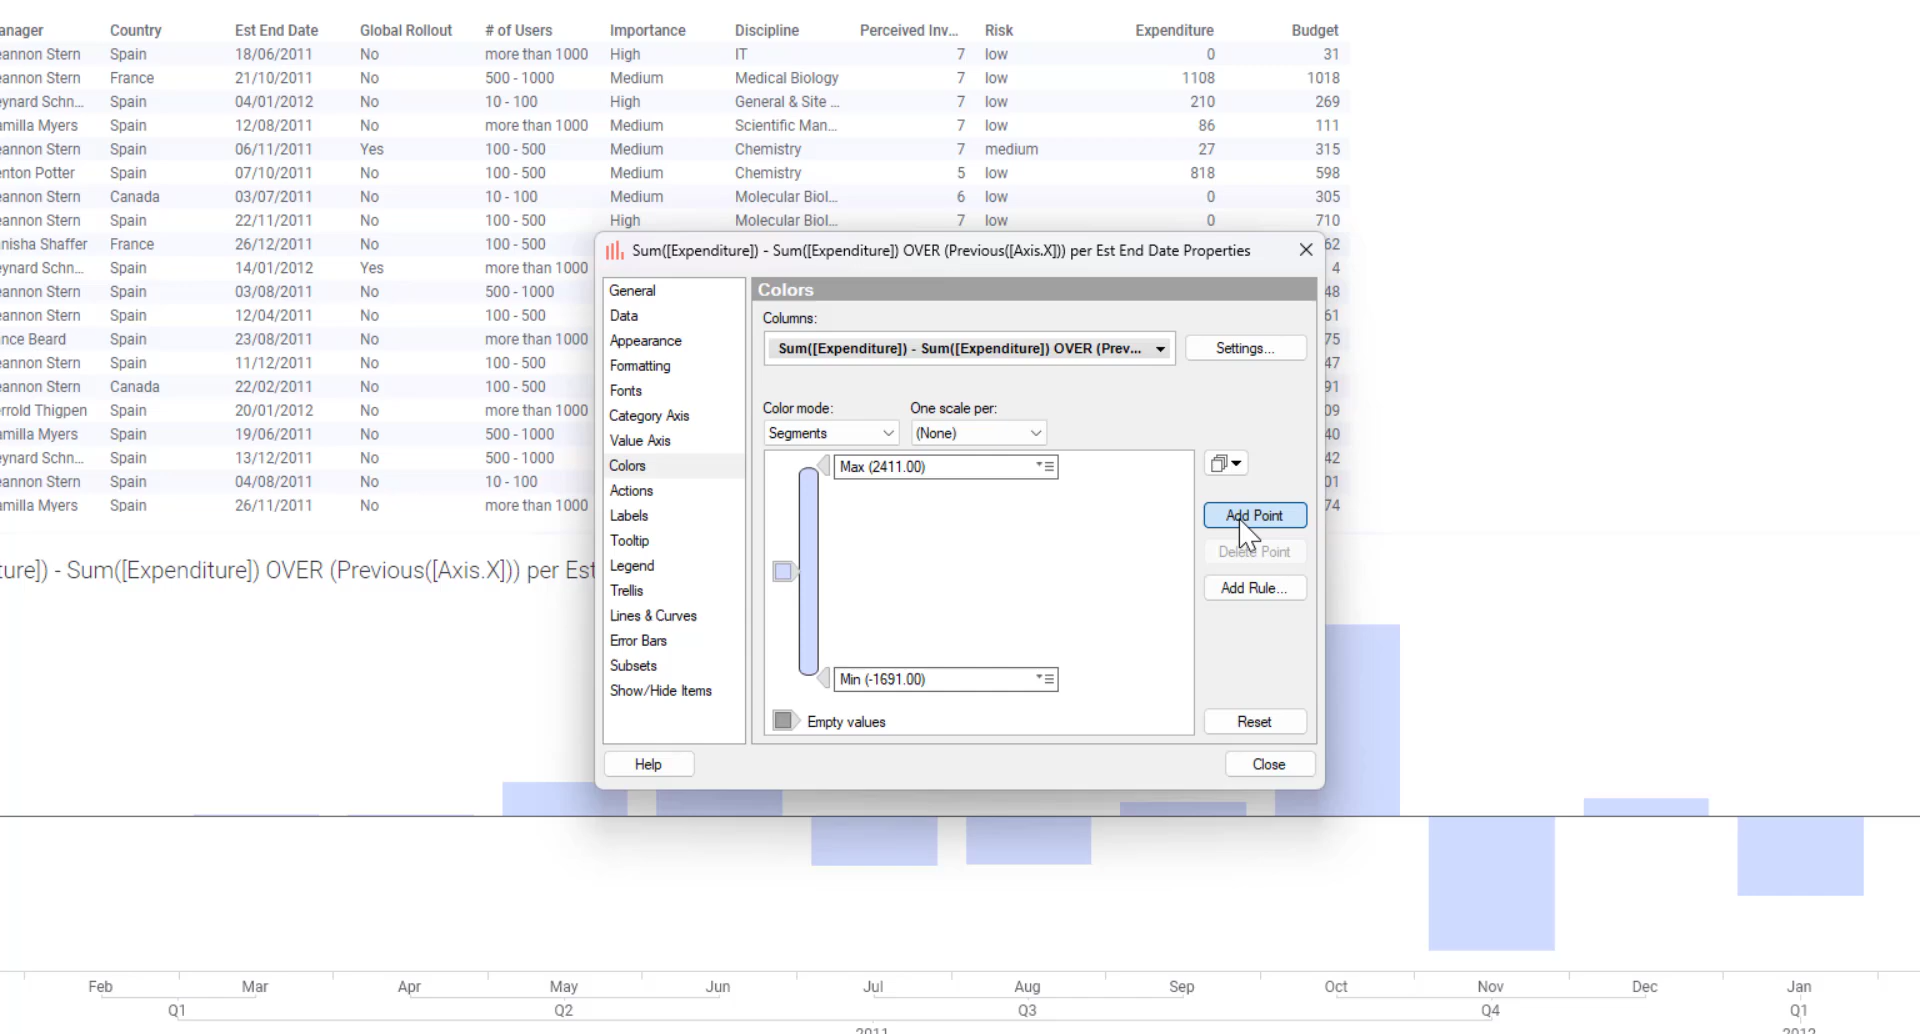 anager Country Est End Date Global Rollout # of Users Importance Discipline Perceived Inv... Risk Expenditure Budget
eannon Stern Spain 18/06/2011 No more than 1000 High IT 7 low 0 31
eannon Stern France 21/10/2011 No 500 - 1000 Medium Medical Biology 7 low 1108 1018
eynard Schn... Spain 04/01/2012 No 10 - 100 High General & Site ... 7 low 210 269
amilla Myers Spain 12/08/2011 No more than 1000 Medium Scientific Man... 7 low 86 111
eannon Stern Spain 06/11/2011 Yes 100 - 500 Medium Chemistry 7 medium 27 315
enton Potter Spain 07/10/2011 No 100 - 500 Medium Chemistry 5 low 818 598
eannon Stern Canada 03/07/2011 No 10 - 100 Medium Molecular Biol... 6 low 0 305
eannon Stern Spain 22/11/2011 No 100 - 500 High Molecular Biol... 7 low 0 710
anisha Shaffer France 26/12/2011 No 100 - 500 62
eynard Schn... Spain 14/01/2012 Yes more than 1000 4
eannon Stern Spain 03/08/2011 No 500 - 1000 48
eannon Stern Spain 12/04/2011 No 100 - 500 61
ance Beard Spain 23/08/2011 No more than 1000 75
eannon Stern Spain 11/12/2011 No 100 - 500 47
eannon Stern Canada 22/02/2011 No 100 - 500 91
errold Thigpen Spain 20/01/2012 No more than 1000 09
amilla Myers Spain 19/06/2011 No 500 - 1000 40
eynard Schn... Spain 13/12/2011 No 500 - 1000 42
eannon Stern Spain 04/08/2011 No 10 - 100 01
amilla Myers Spain 26/11/2011 No more than 1000 74
ture]) - Sum([Expenditure]) OVER (Previous([Axis.X])) per Est
Sum([Expenditure]) - Sum([Expenditure]) OVER (Previous([Axis.X])) per Est End Date Properties
General
Data
Appearance
Formatting
Fonts
Category Axis
Value Axis
Colors
Actions
Labels
Tooltip
Legend
Trellis
Lines & Curves
Error Bars
Subsets
Show/Hide Items
Colors
Columns:
Sum([Expenditure]) - Sum([Expenditure]) OVER (Prev... Settings...
Color mode: One scale per:
Segments (None)
Max (2411.00)
Add Point
Delete Point
Add Rule...
Min (-1691.00)
Empty values Reset
Help Close
Feb Mar Apr May Jun Jul Aug Sep Oct Nov Dec Jan
Q1 Q2 Q3 Q4 Q1
2011 2012